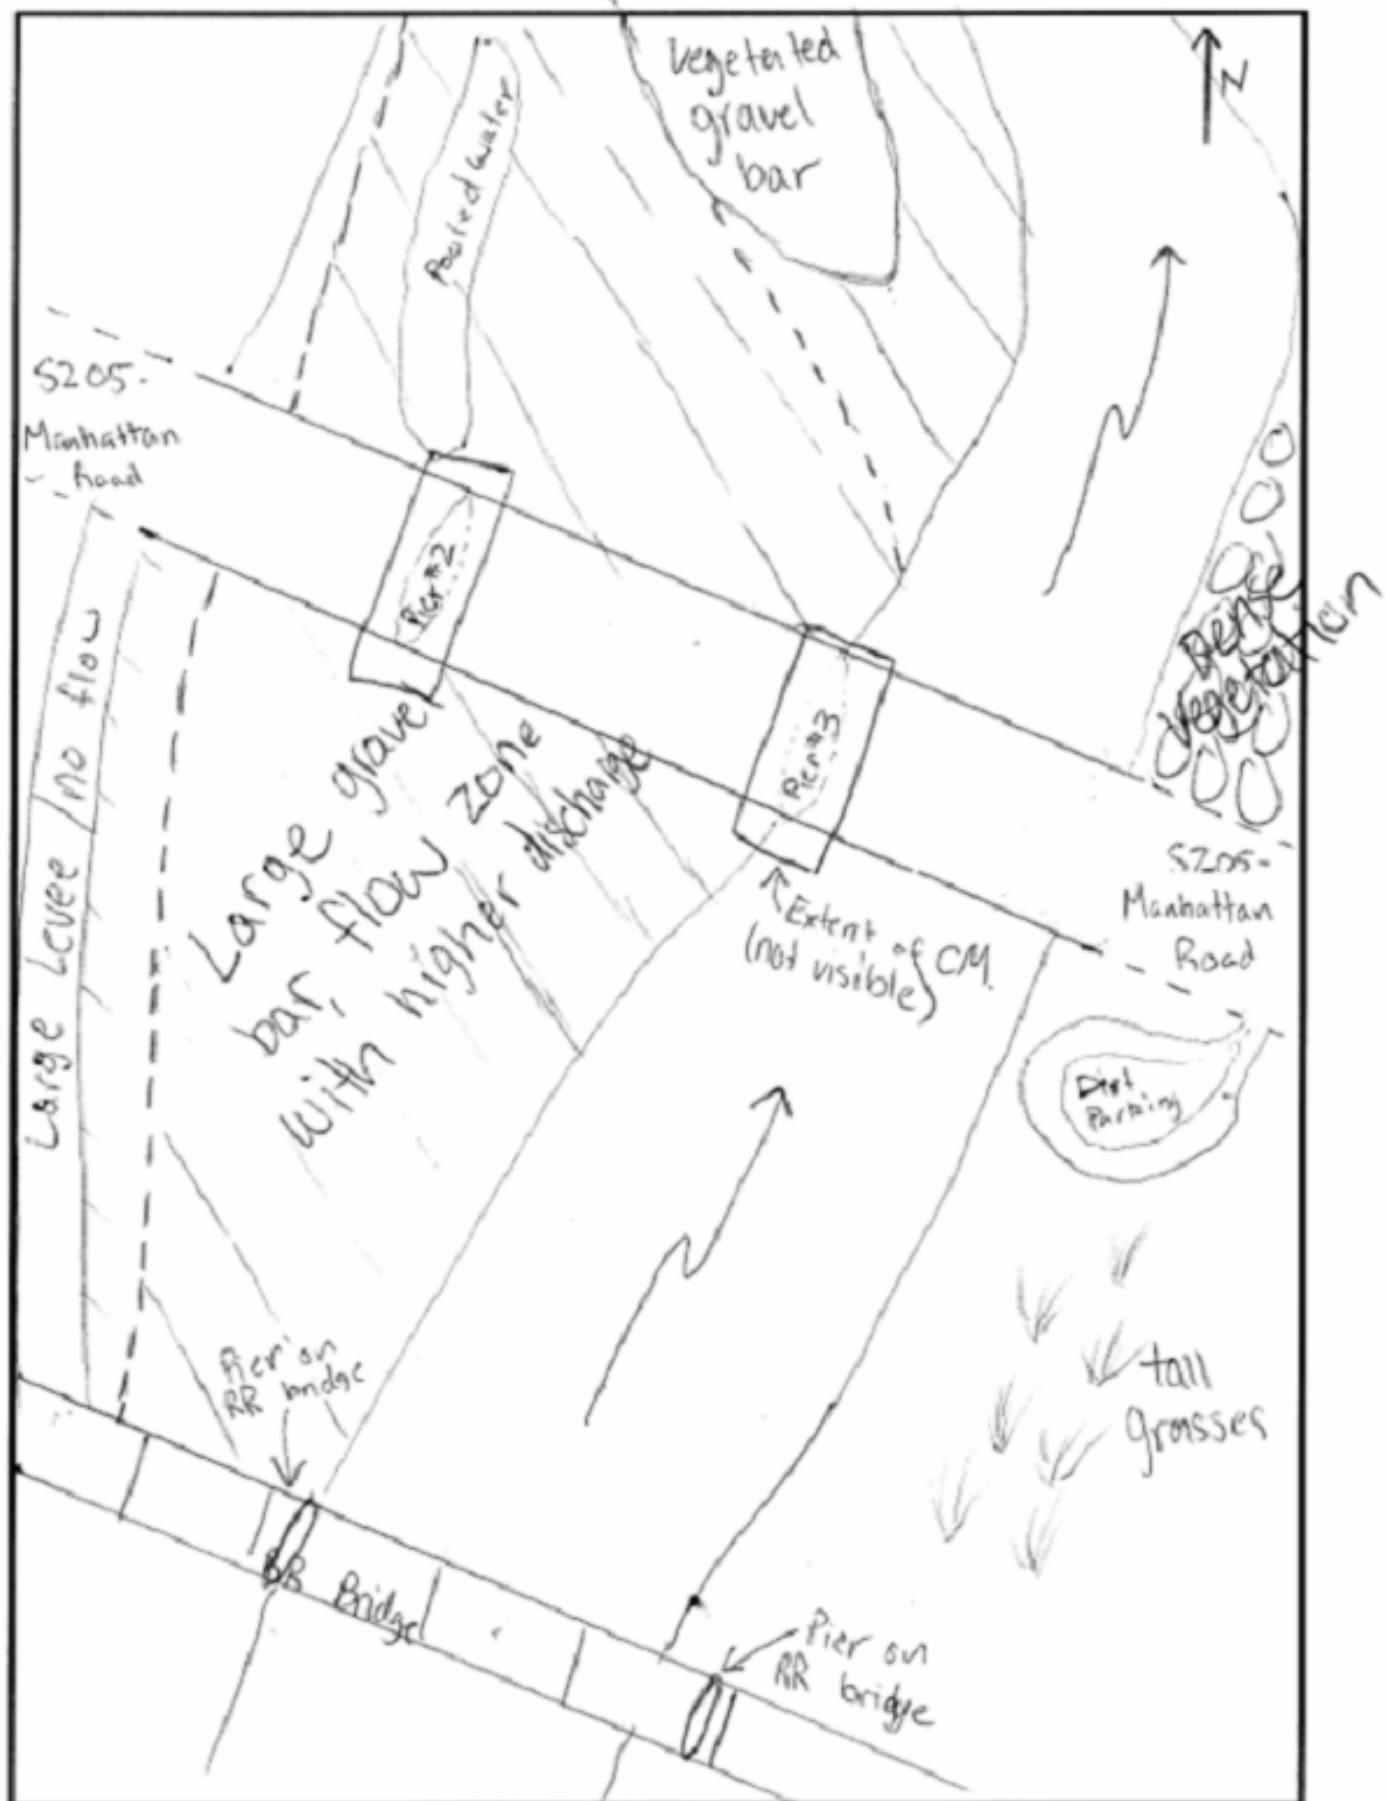 Vegetated
gravel
bar
N
Pooled water
S205-
Manhattan
Road
Pier #2
Large Levee / no flow
Large gravel
bar, flow zone
with higher discharge
Pier #3
Dense
vegetation
S205-
Manhattan
Road
Extent of CM.
(not visible)
Dirt
Parking
Pier on
RR bridge
tall
grasses
RR Bridge
Pier on
RR bridge